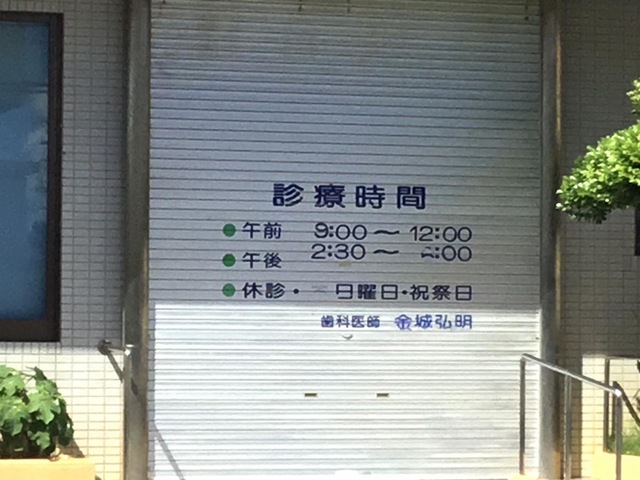 診療時間
●午前 9:00〜12:00
●午後 2:30〜
●休診・日曜日・祝祭日
歯科医師 金城弘明